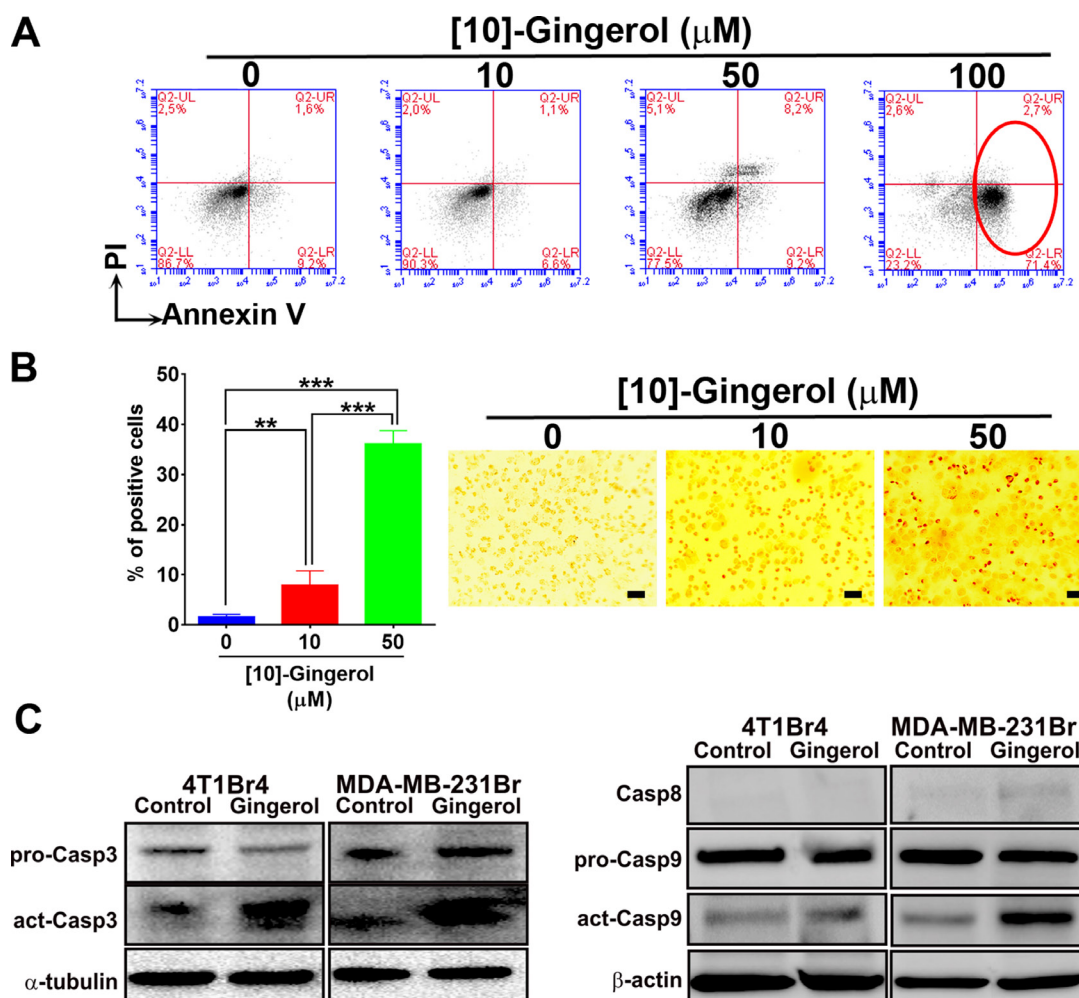 A
[10]-Gingerol (μM)
0 10 50 100
Q2-UL Q2-UR Q2-UL Q2-UR Q2-UL Q2-UR Q2-UL Q2-UR
2,5% 1,6% 2,0% 1,1% 5,1% 8,2% 2,6% 2,7%
Q2-LL Q2-LR Q2-LL Q2-LR Q2-LL Q2-LR Q2-LL Q2-LR
86,7% 9,2% 90,3% 6,6% 77,5% 9,2% 23,2% 71,4%
PI
Annexin V
B
50
40
30
20
10
0
% of positive cells
***
** ***
0 10 50
[10]-Gingerol
(μM)
[10]-Gingerol (μM)
0 10 50
C
4T1Br4 MDA-MB-231Br
Control Gingerol Control Gingerol
pro-Casp3
act-Casp3
α-tubulin
4T1Br4 MDA-MB-231Br
Control Gingerol Control Gingerol
Casp8
pro-Casp9
act-Casp9
β-actin